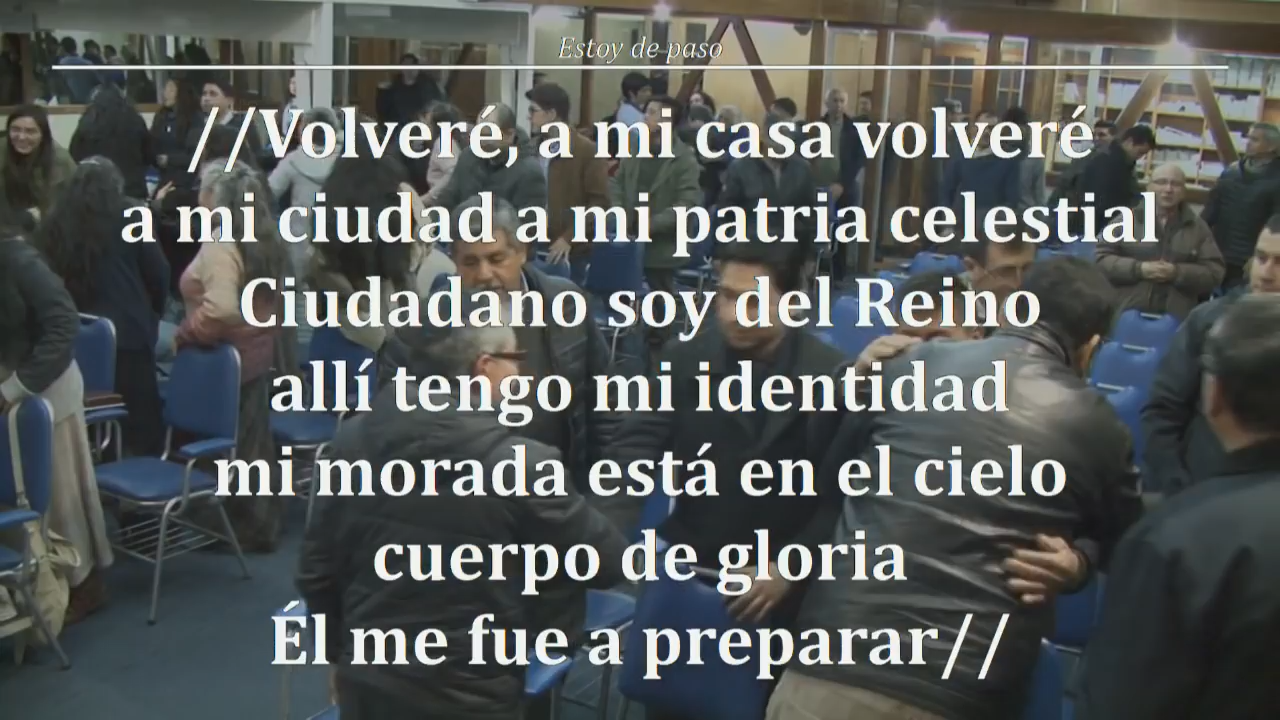 Estoy de paso
//Volveré, a mi casa volveré
a mi ciudad a mi patria celestial
Ciudadano soy del Reino
allí tengo mi identidad
mi morada está en el cielo
cuerpo de gloria
Él me fue a preparar//